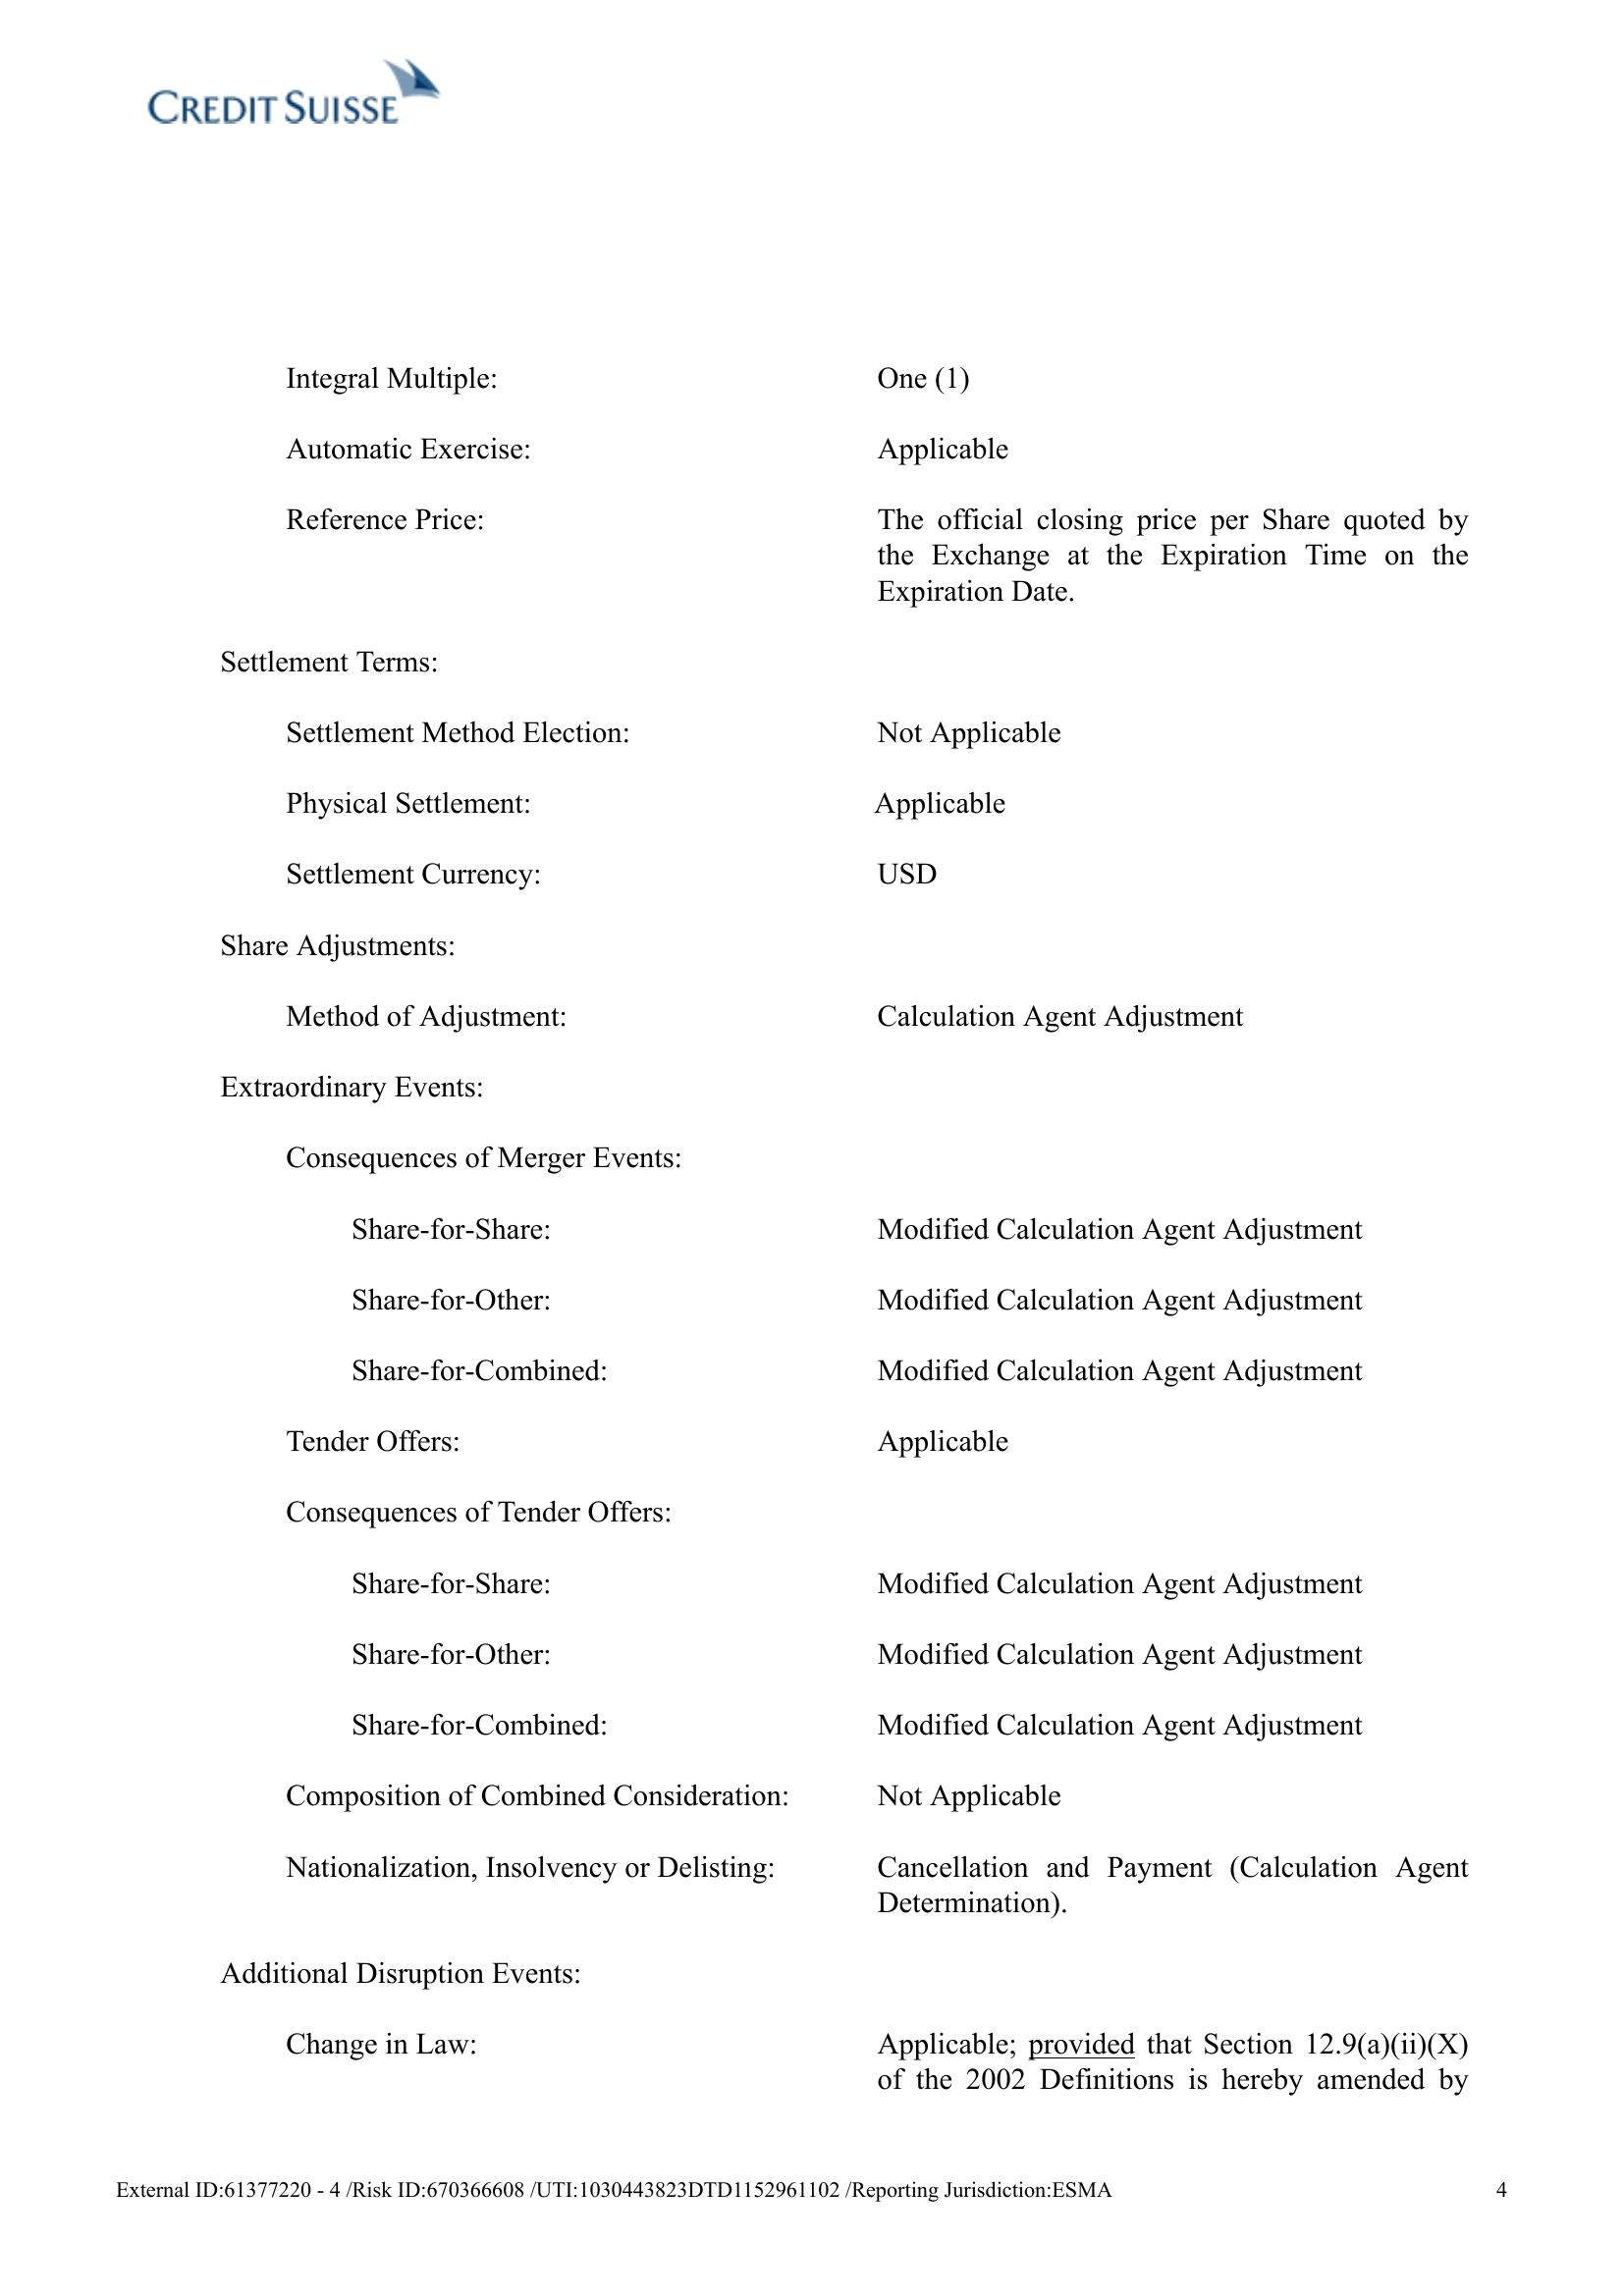 CREDIT SUISSE
Integral Multiple: One (1)
Automatic Exercise: Applicable
Reference Price: The official closing price per Share quoted by
the Exchange at the Expiration Time on the
Expiration Date.
Settlement Terms:
Settlement Method Election: Not Applicable
Physical Settlement: Applicable
Settlement Currency: USD
Share Adjustments:
Method of Adjustment: Calculation Agent Adjustment
Extraordinary Events:
Consequences of Merger Events:
Share-for-Share: Modified Calculation Agent Adjustment
Share-for-Other: Modified Calculation Agent Adjustment
Share-for-Combined: Modified Calculation Agent Adjustment
Tender Offers: Applicable
Consequences of Tender Offers:
Share-for-Share: Modified Calculation Agent Adjustment
Share-for-Other: Modified Calculation Agent Adjustment
Share-for-Combined: Modified Calculation Agent Adjustment
Composition of Combined Consideration: Not Applicable
Nationalization, Insolvency or Delisting: Cancellation and Payment (Calculation Agent
Determination).
Additional Disruption Events:
Change in Law: Applicable; provided that Section 12.9(a)(ii)(X)
of the 2002 Definitions is hereby amended by
External ID:61377220 - 4 /Risk ID:670366608 /UTI:1030443823DTD1152961102 /Reporting Jurisdiction:ESMA 4